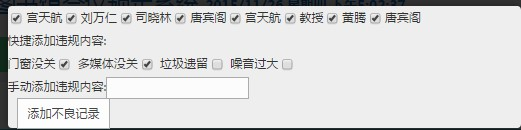 宫天航 刘万仁 司晓林 唐宾阁 宫天航 教授 董腾 唐宾阁
快捷添加违规内容:
门窗没关 多媒体没关 垃圾遗留 噪音过大
手动添加违规内容:
添加不良记录